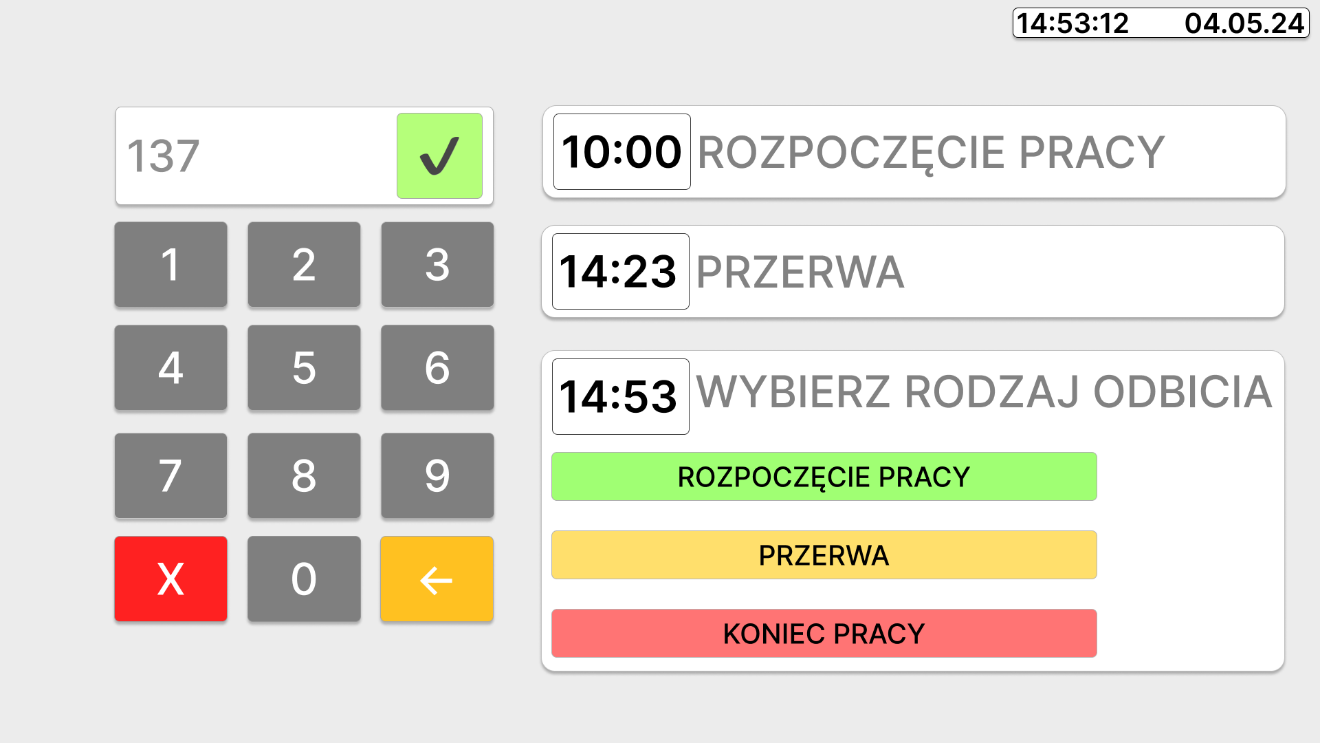 14:53:12 04.05.24
137 ✔
1 2 3
4 5 6
7 8 9
X 0 ←
10:00 ROZPOCZĘCIE PRACY
14:23 PRZERWA
14:53 WYBIERZ RODZAJ ODBICIA
ROZPOCZĘCIE PRACY
PRZERWA
KONIEC PRACY